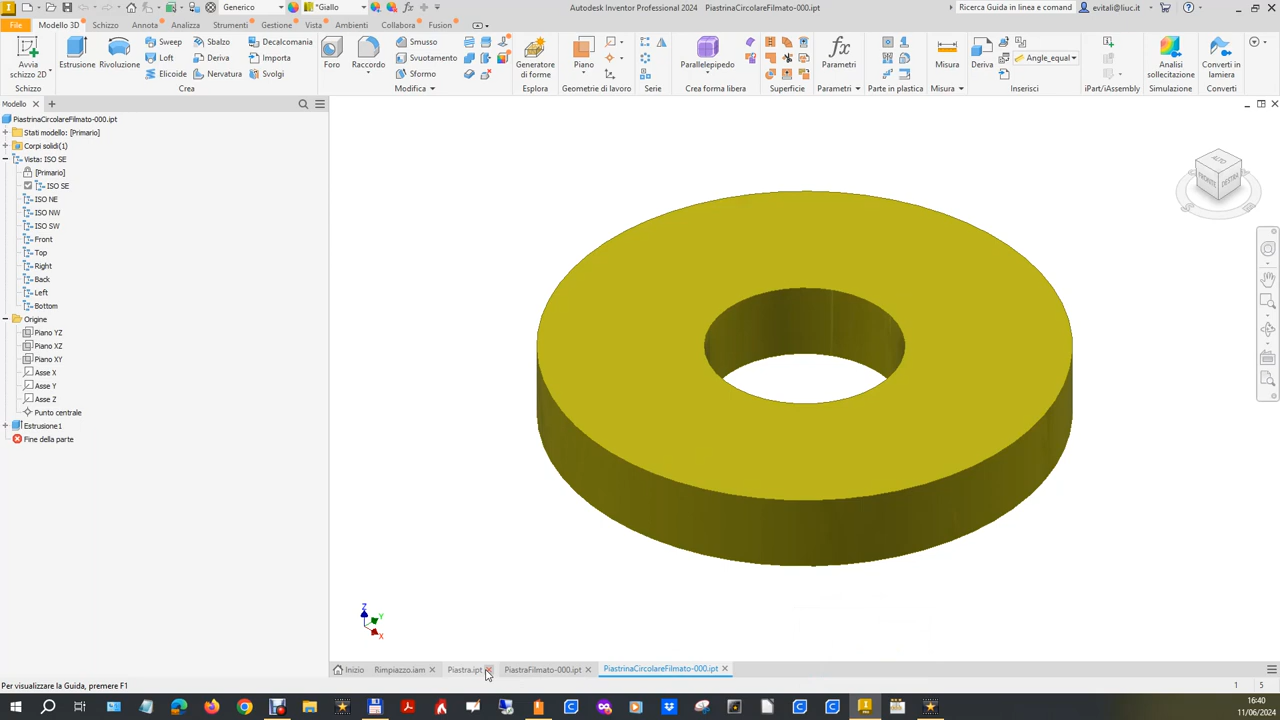 Generico
*Giallo
Autodesk Inventor Professional 2024 PiastrinaCircolareFilmato-000.ipt
Ricerca Guida in linea e comandi
evitali@liuc.it
File Modello 3D Schizzo Annota Analizza Strumenti Gestione Vista Ambienti Collabora Fusion
Avvia schizzo 2D
Estrusione
Rivoluzione
Sweep
Loft
Elicoide
Sbalzo
Deriva
Nervatura
Decalcomania
Importa
Svolgi
Foro
Raccordo
Smusso
Svuotamento
Sformo
Generatore di forme
Piano
Parallelepipedo
Parametri
Misura
Deriva
Angle_equal
Analisi sollecitazione
Converti in lamiera
Schizzo Crea Modifica Esplora Geometrie di lavoro Serie Crea forma libera Superficie Parametri Parte in plastica Misura iPart/iAssembly Inserisci Simulazione Converti
Modello
PiastrinaCircolareFilmato-000.ipt
Stati modello: [Primario]
Corpi solidi(1)
Vista: ISO SE
[Primario]
ISO SE
ISO NE
ISO NW
ISO SW
Front
Top
Right
Back
Left
Bottom
Origine
Piano YZ
Piano XZ
Piano XY
Asse X
Asse Y
Asse Z
Punto centrale
Estrusione1
Fine della parte
ALTO
FRONTE
DESTRA
Z
Y
X
Inizio Rimpiazzo.iam Piastra.ipt PiastraFilmato-000.ipt PiastrinaCircolareFilmato-000.ipt
Per visualizzare la Guida, premere F1
1 5
16:40
11/06/2024